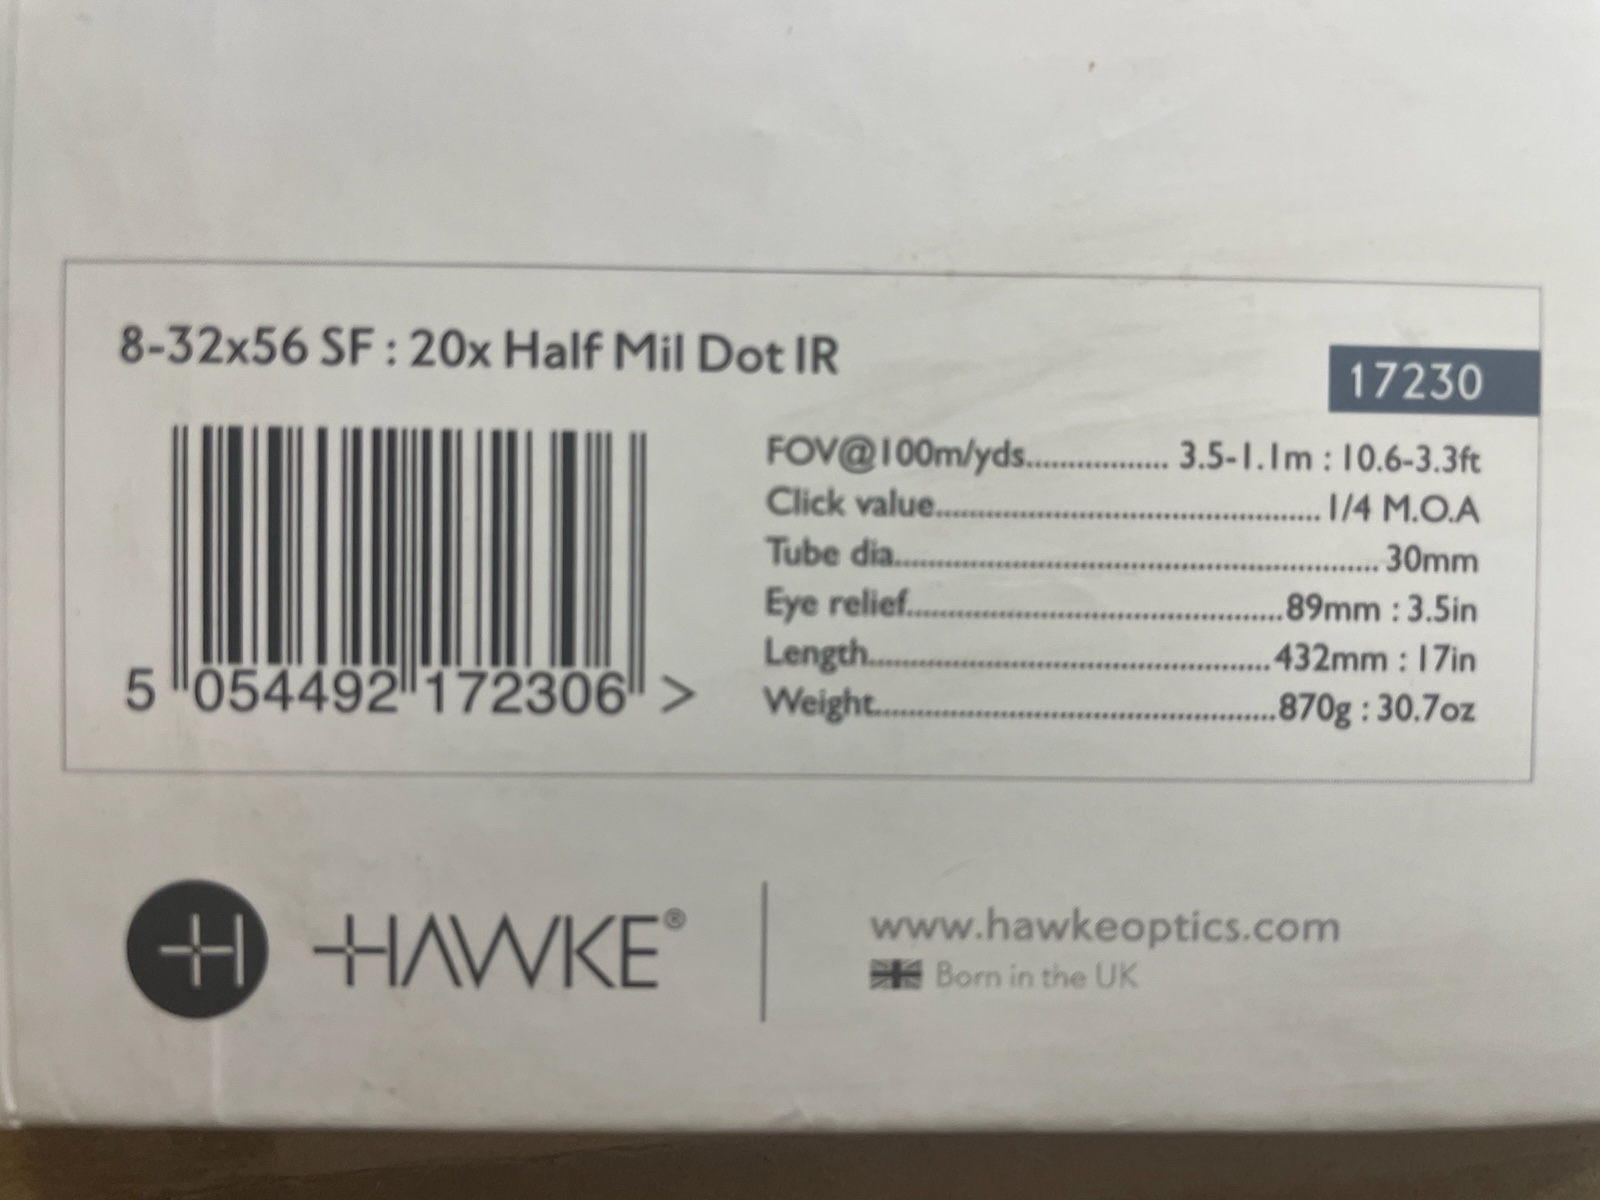 8-32x56 SF : 20x Half Mil Dot IR
17230
FOV@100m/yds................. 3.5-1.1m : 10.6-3.3ft
Click value.............................................. 1/4 M.O.A
Tube dia.......................................................... 30mm
Eye relief.............................................89mm : 3.5in
Length................................................432mm : 17in
Weight................................................870g : 30.7oz
5 054492 172306 >
HAWKE®
www.hawkeoptics.com
Born in the UK